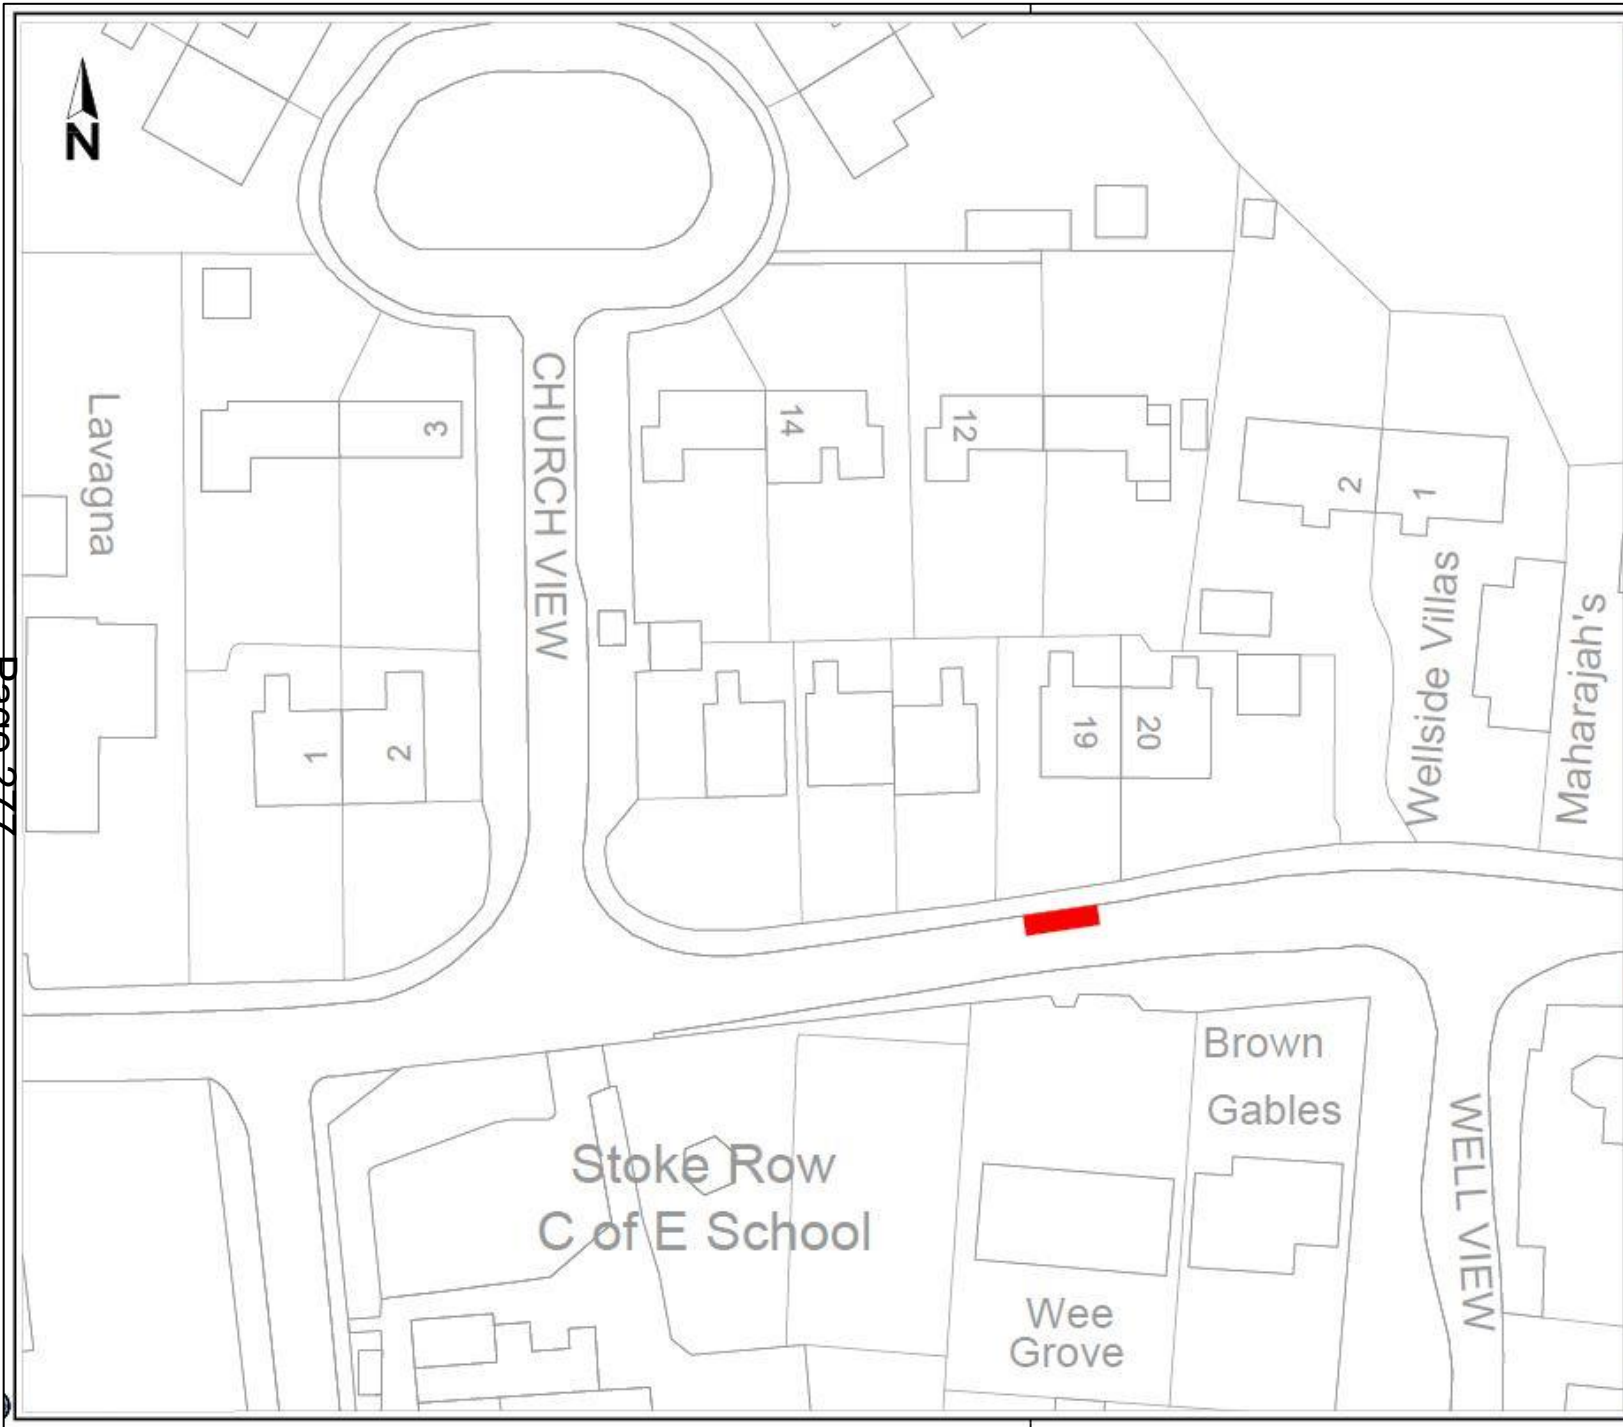 N
Lavagna
3
CHURCH VIEW
14
12
2
1
Wellside Villas
Maharajah's
1
2
19
20
Brown
Gables
Stoke Row
C of E School
WELL VIEW
Wee
Grove